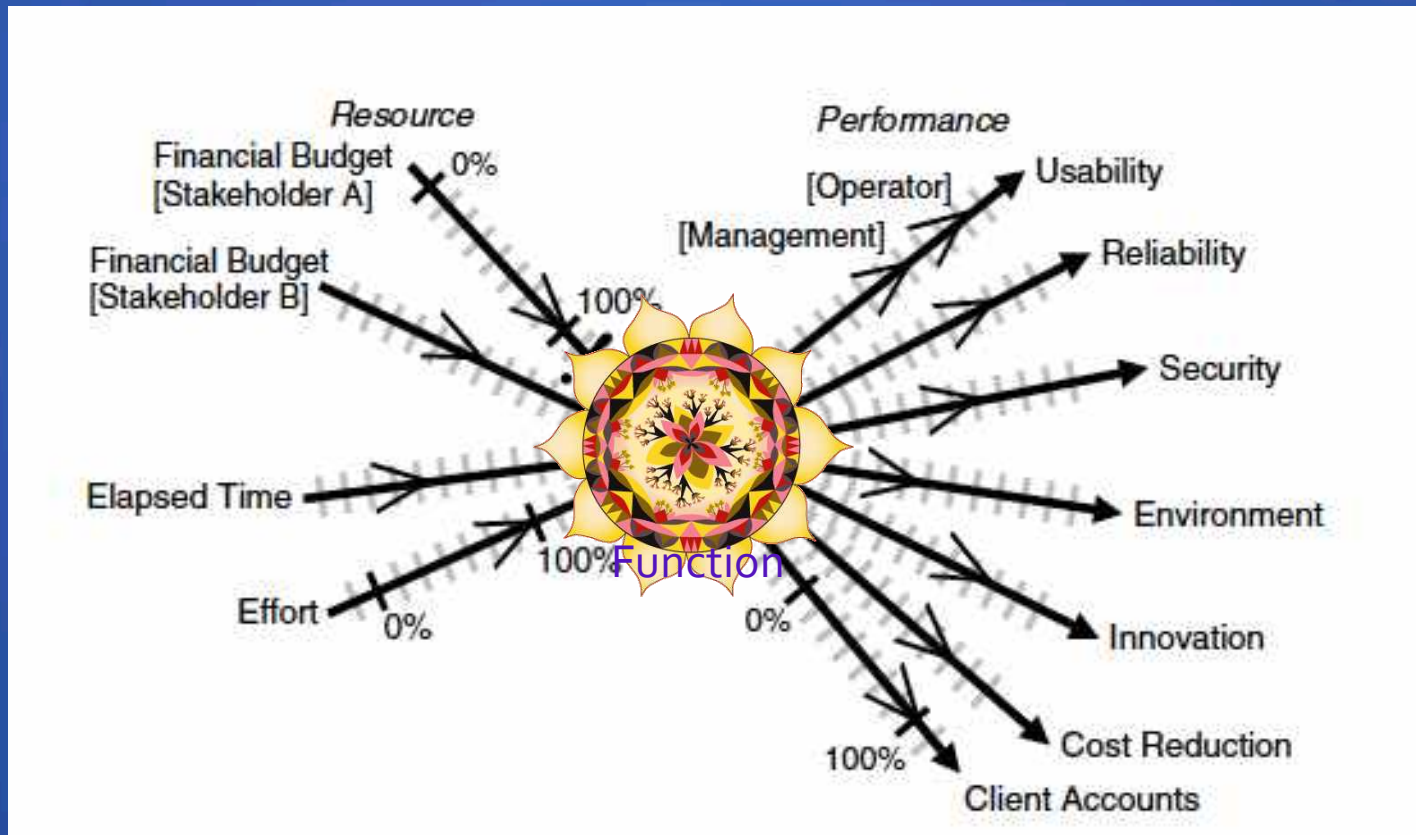 Resource
Performance
Financial Budget
[Stakeholder A]
0%
[Operator]
Usability
[Management]
Financial Budget
[Stakeholder B]
Reliability
100%
Security
Elapsed Time
Environment
100%
Function
Effort
0%
0%
Innovation
100%
Cost Reduction
Client Accounts